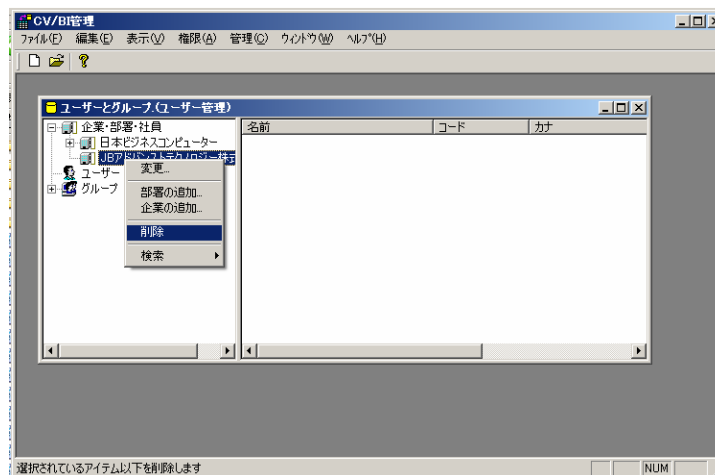 CV/BI管理
ファイル(F) 編集(E) 表示(V) 権限(A) 管理(C) ウィンドウ(W) ヘルプ(H)
ユーザーとグループ.(ユーザー管理)
企業・部署・社員
日本ビジネスコンピューター
JBアドバンストテクノロジー株式
ユーザー
グループ
名前 コード カナ
変更...
部署の追加...
企業の追加...
削除
検索
選択されているアイテム以下を削除します
NUM